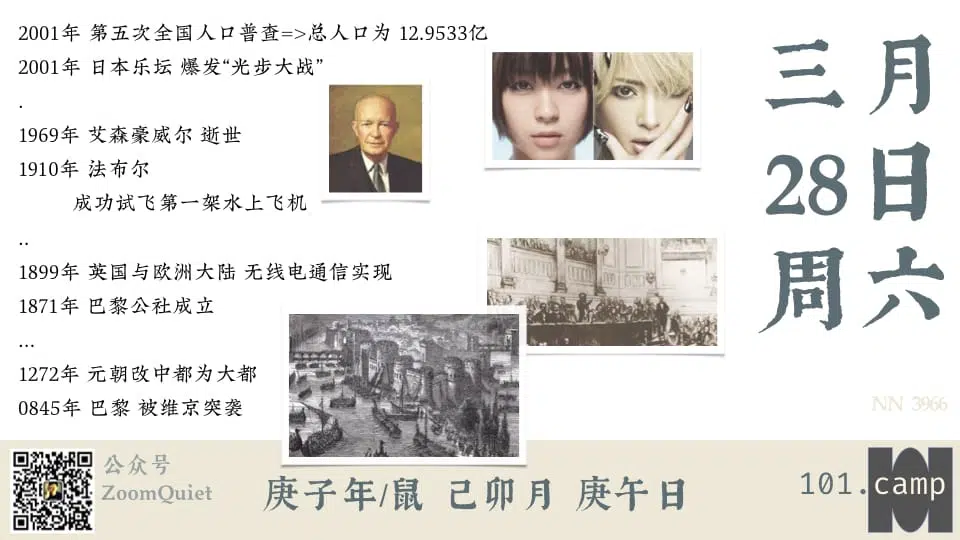 2001年 第五次全国人口普查=>总人口为 12.9533亿
2001年 日本乐坛 爆发“光步大战”
.
1969年 艾森豪威尔 逝世
1910年 法布尔
成功试飞第一架水上飞机
..
1899年 英国与欧洲大陆 无线电通信实现
1871年 巴黎公社成立
...
1272年 元朝改中都为大都
0845年 巴黎 被维京突袭
三月
28日
周六
NN 3966
公众号
ZoomQuiet
庚子年/鼠 己卯月 庚午日
101.camp